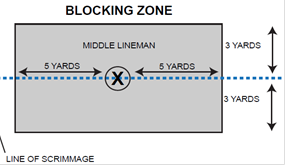 BLOCKING ZONE
MIDDLE LINEMAN
3 YARDS
5 YARDS
5 YARDS
X
3 YARDS
LINE OF SCRIMMAGE